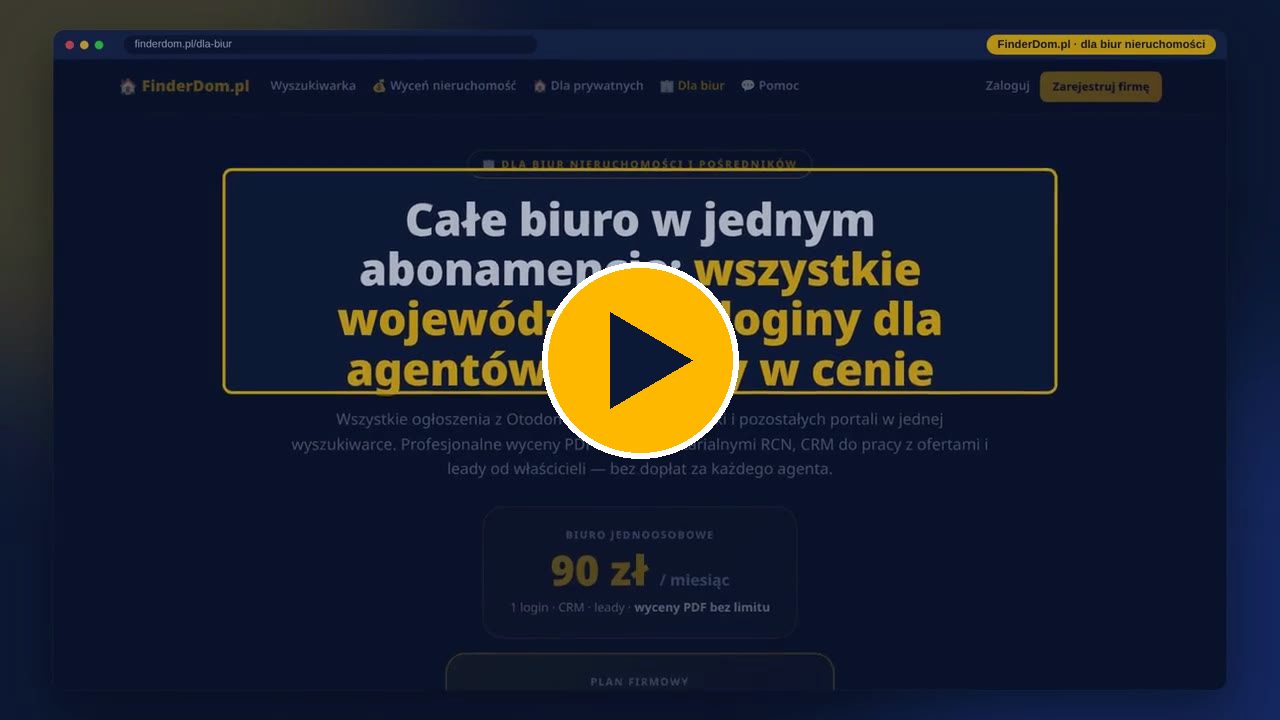 finderdom.pl/dla-biur
FinderDom.pl · dla biur nieruchomości
FinderDom.pl Wyszukiwarka Wyceń nieruchomość Dla prywatnych Dla biur Pomoc Zaloguj Zarejestruj firmę
DLA BIUR NIERUCHOMOŚCI I POŚREDNIKÓW
Całe biuro w jednym
wszystkie
dla
w cenie
Wszystkie ogłoszenia z i pozostałych portali w jednej
wyszukiwarce. Profesjonalne wyceny RCN, CRM do pracy z ofertami i
leady od właścicieli — bez dopłat za każdego agenta.
BIURO JEDNOOSOBOWE
90 zł / miesiąc
1 login · CRM · leady · wyceny PDF bez limitu
PLAN FIRMOWY